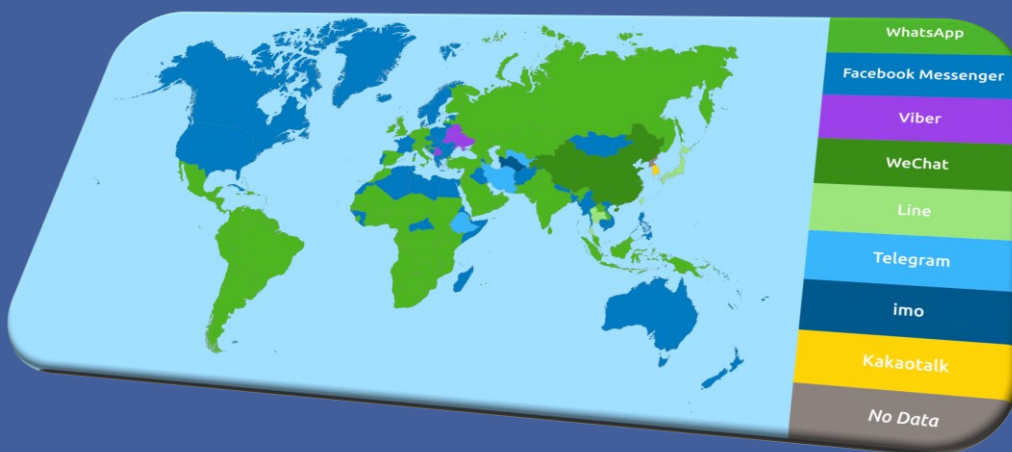 WhatsApp
Facebook Messenger
Viber
WeChat
Line
Telegram
imo
Kakaotalk
No Data